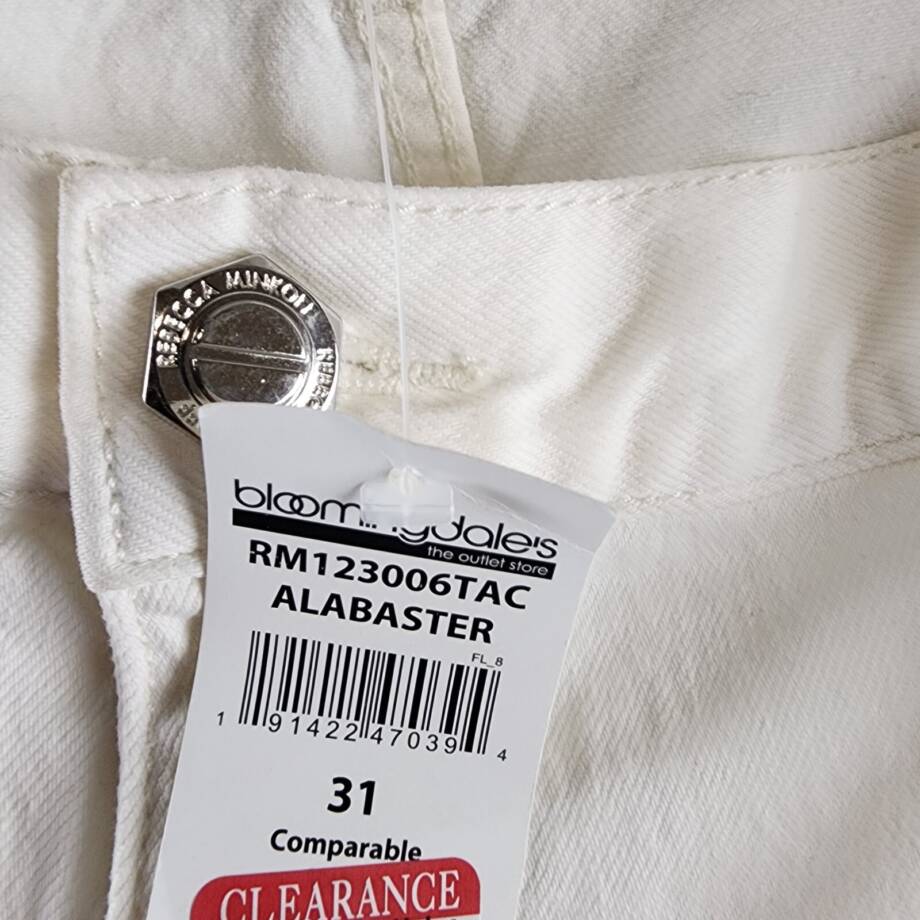 REBECCA MINKOFF
bloomingdale's
the outlet store
RM123006TAC
ALABASTER
FL_8
1 91422 47039 4
31
Comparable
CLEARANCE